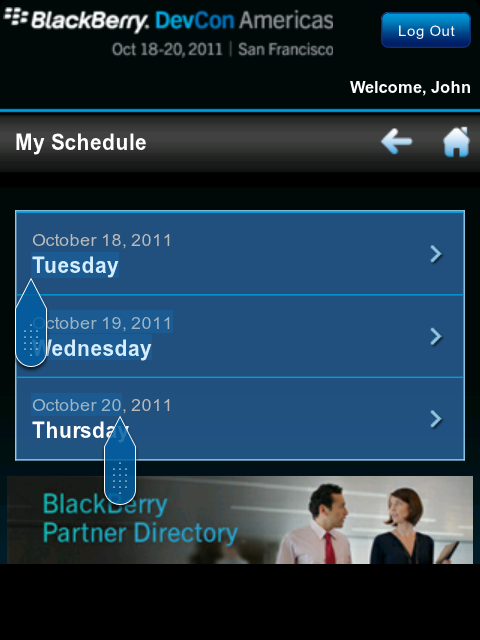 BlackBerry. DevCon Americas
Oct 18-20, 2011 | San Francisco
Log Out
Welcome, John
My Schedule
October 18, 2011
Tuesday
October 19, 2011
Wednesday
October 20, 2011
Thursday
BlackBerry
Partner Directory